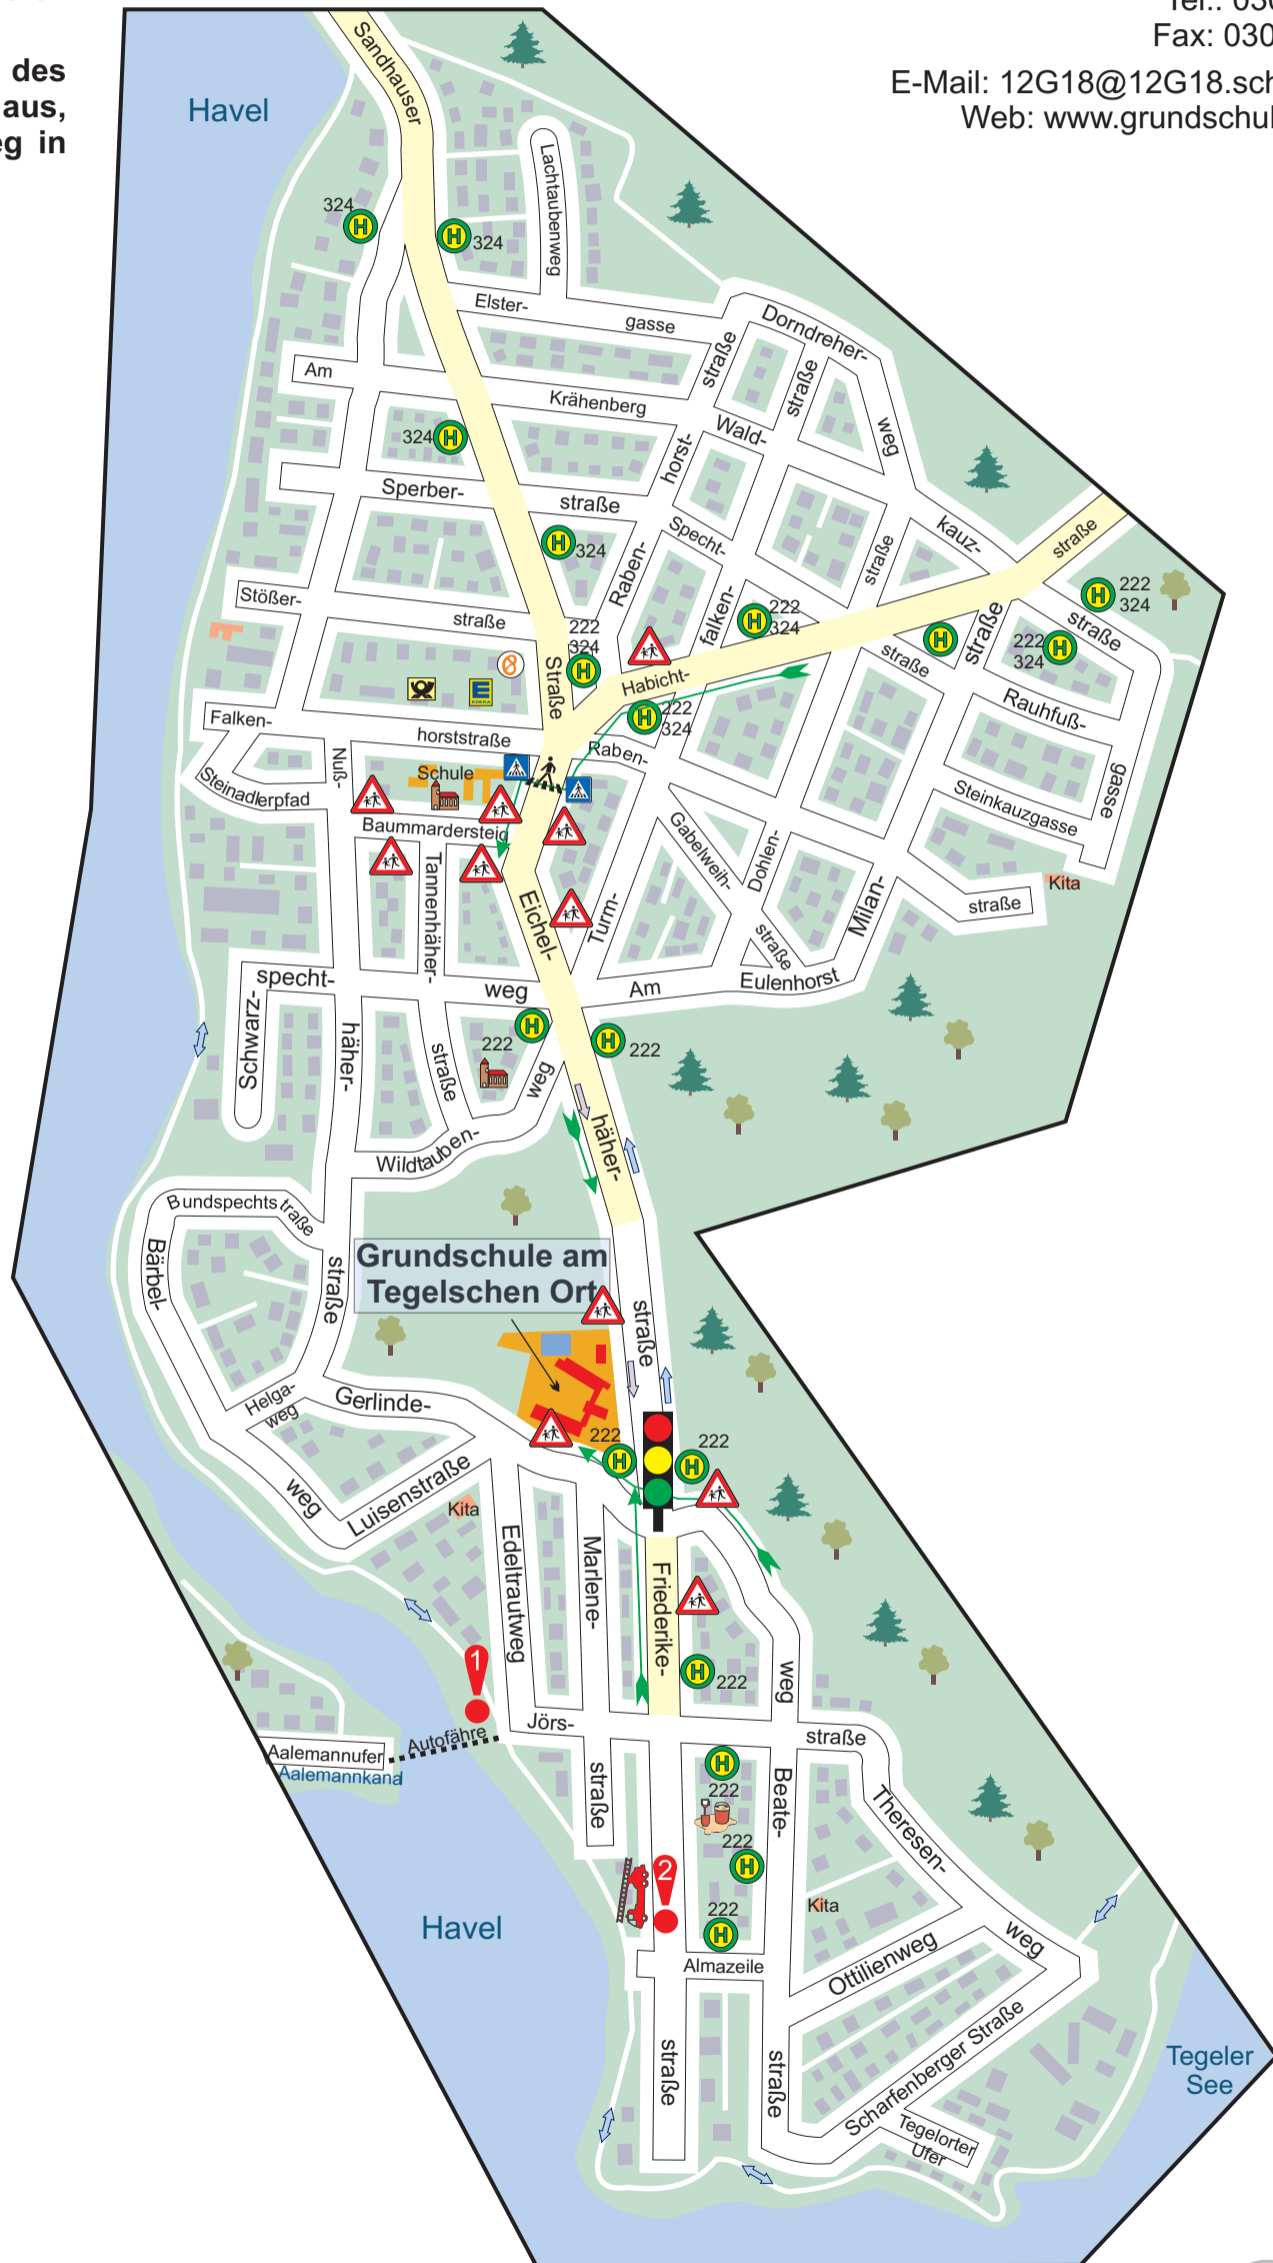 des
aus,
eg in
Fax: 030
E-Mail: 12G18@12G18.sch
Web: www.grundschul
Havel
Sandhauser
Lachtaubenweg
324
324
Elster-
gasse
Dorndreher-
straße
straße
weg
Am
Krähenberg
Wald-
horst-
324
Sperber-
straße
Specht-
straße
kauz-
straße
324
Raben-
falken-
222
324
222
324
Stößer-
straße
222
324
straße
222
324
straße
straße
Straße
Habicht-
222
324
Rauhfuß-
gasse
E
EDEKA
Falken-
horststraße
Raben-
Nuß-
Schule
Steinadlerpfad
Steinkauzgasse
Baummardersteig
Gabelweih-
Dohlen-
Kita
Tannenhäher-
Eichel-
Turm-
Milan-
straße
straße
specht-
weg
Am
Eulenhorst
Schwarz-
häher-
straße
222
222
weg
häher-
Wildtauben-
Bundspechtstraße
Bärbel-
straße
Grundschule am
Tegelschen Ort
straße
Helga-
weg
Gerlinde-
222
222
weg
Luisenstraße
Kita
Edeltrautweg
Marlene-
Friederike-
weg
222
1
Jörs-
straße
Autofähre
Aalemannufer
Aalemannkanal
straße
222
Beate-
Theresen-
222
2
Kita
222
Havel
Almazeile
Ottilienweg
weg
straße
straße
Scharfenberger Straße
Tegeler
See
Tegelorter
Ufer